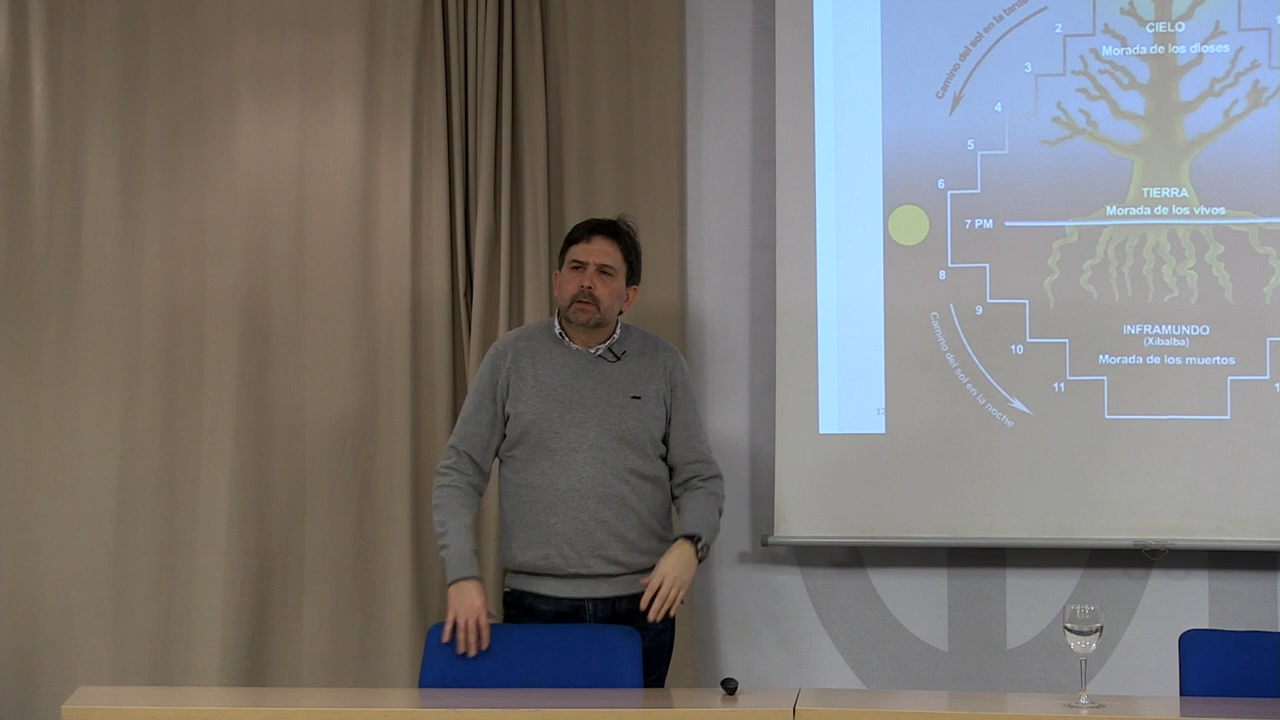 Camino del sol en la tarde
2
CIELO
Morada de los dioses
3
4
5
6
TIERRA
Morada de los vivos
7 PM
8
9
INFRAMUNDO
(Xibalba)
10
Morada de los muertos
11
Camino del sol en la noche